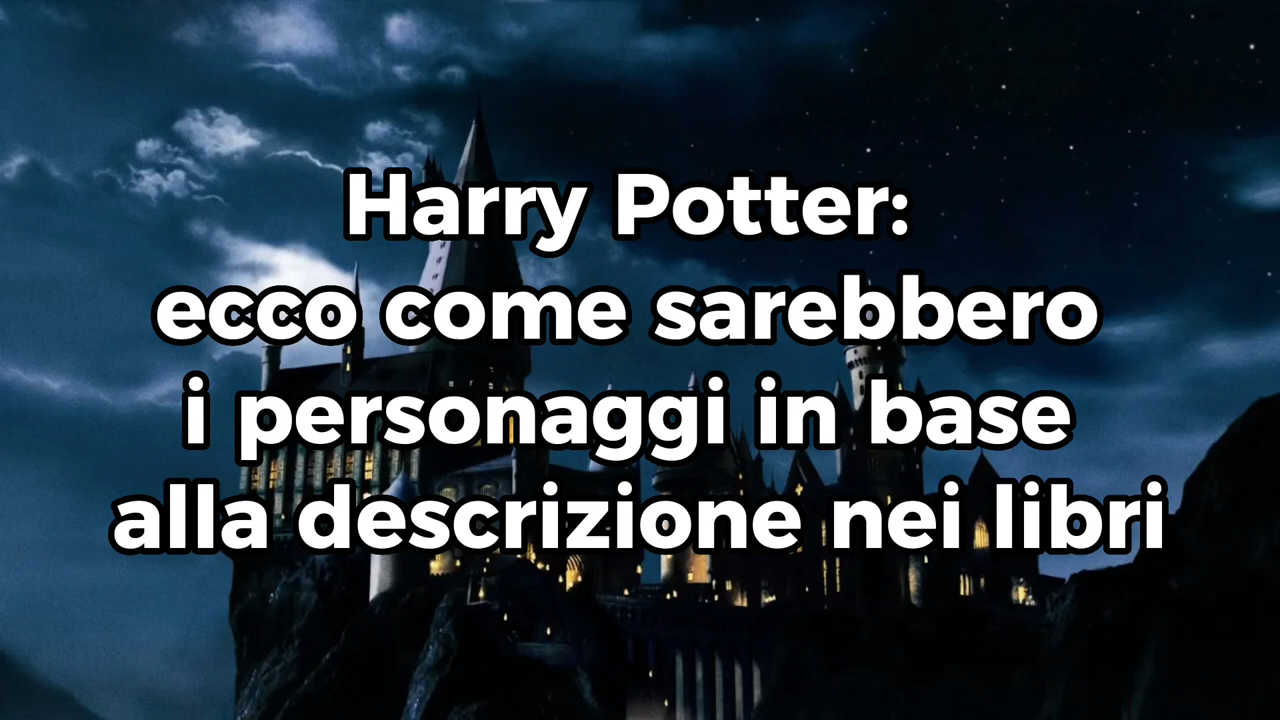 Harry Potter:
ecco come sarebbero
i personaggi in base
alla descrizione nei libri